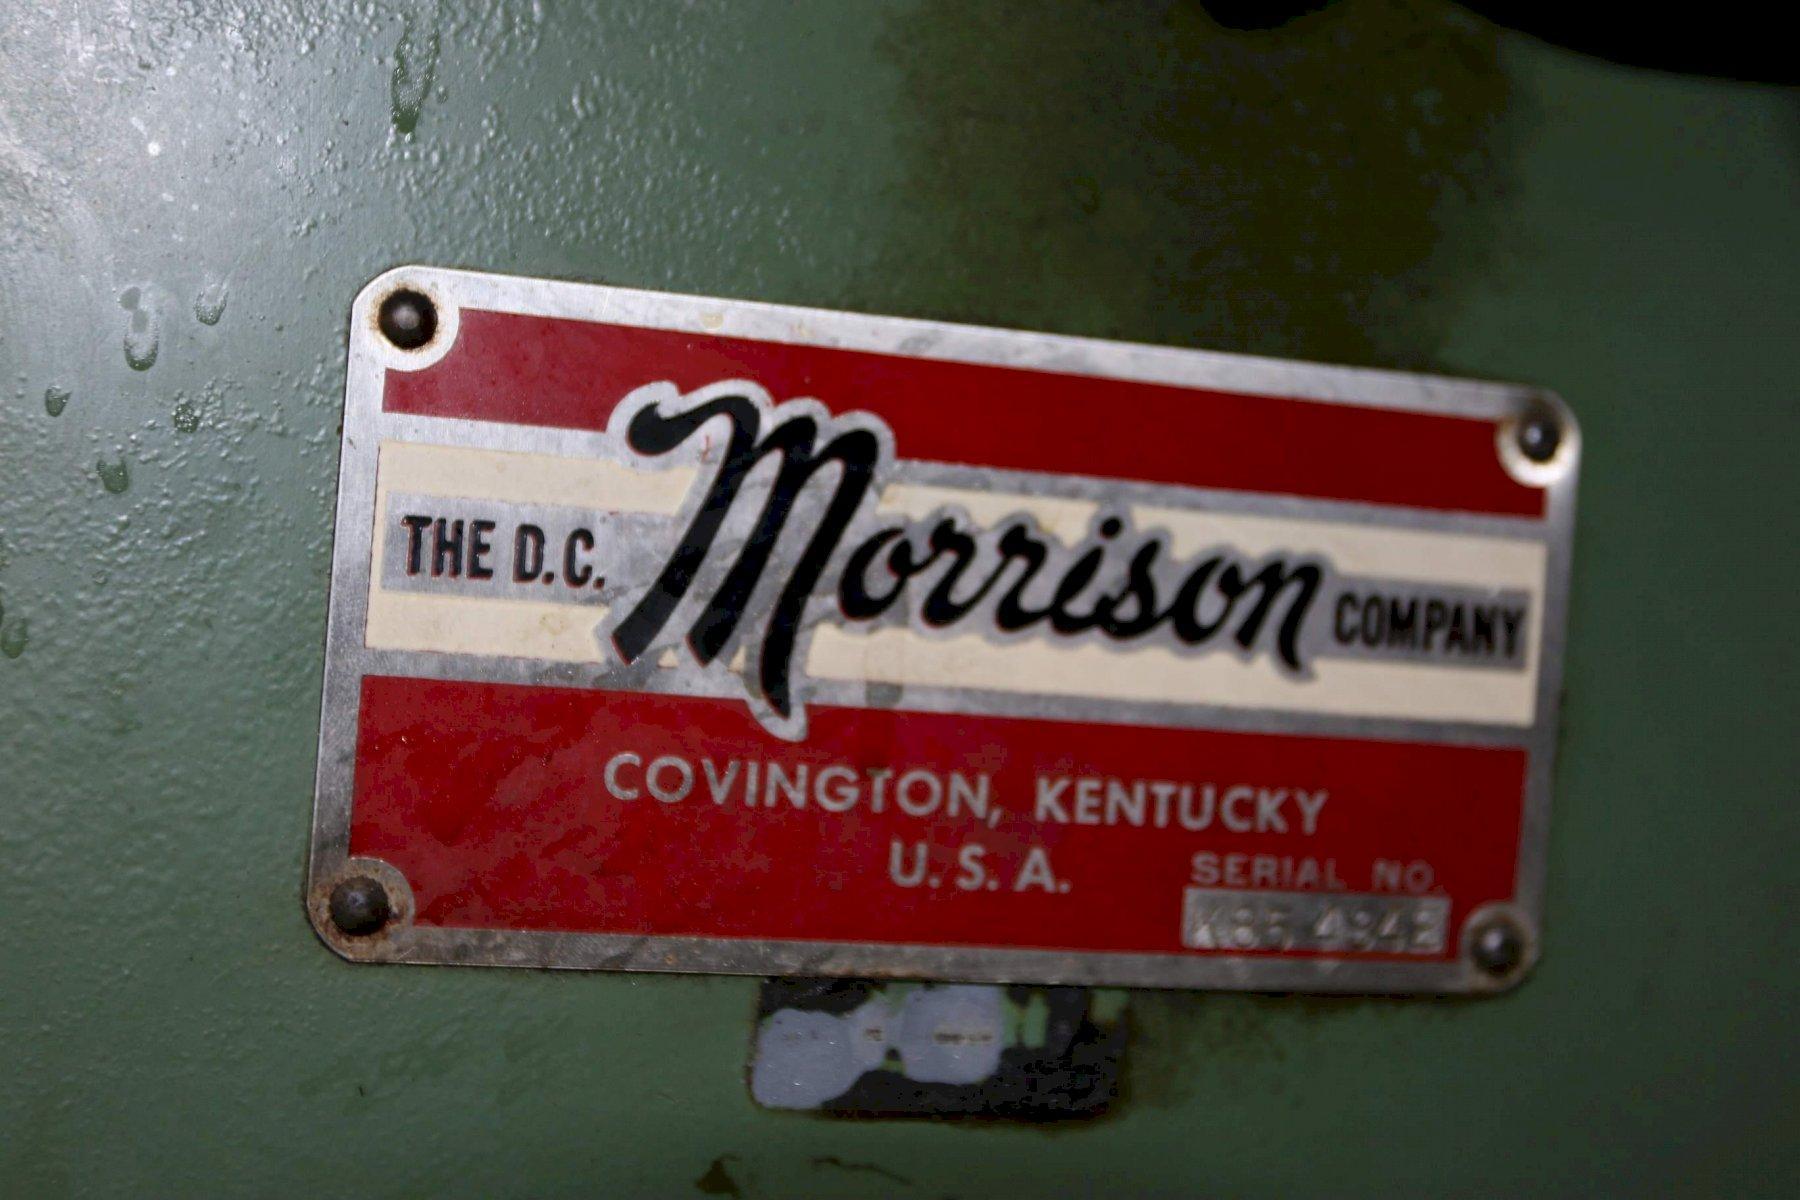 THE D.C. Morrison COMPANY
COVINGTON, KENTUCKY
U.S.A.
SERIAL NO.